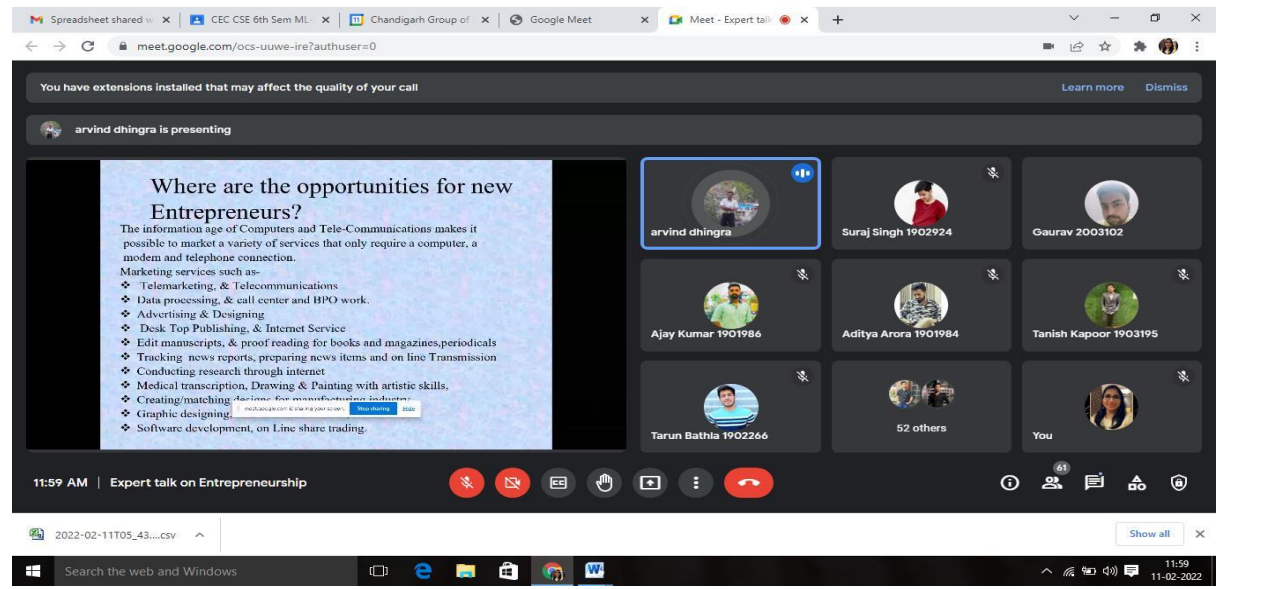 Spreadsheet shared w
CEC CSE 6th Sem ML-
Chandigarh Group of
Google Meet
Meet - Expert talk
meet.google.com/ocs-uuwe-ire?authuser=0
You have extensions installed that may affect the quality of your call
Learn more
Dismiss
arvind dhingra is presenting
Where are the opportunities for new
Entrepreneurs?
The information age of Computers and Tele-Communications makes it
possible to market a variety of services that only require a computer, a
modem and telephone connection.
Marketing services such as-
❖ Telemarketing, & Telecommunications
❖ Data processing, & call center and BPO work.
❖ Advertising & Designing
❖ Desk Top Publishing, & Internet Service
❖ Edit manuscripts, & proof reading for books and magazines,periodicals
❖ Tracking news reports, preparing news items and on line Transmission
❖ Conducting research through internet
❖ Medical transcription, Drawing & Painting with artistic skills,
❖ Creating/matching designs for manufacturing industry
❖ Graphic designing,
meet.google.com is sharing your screen.
Stop sharing
Hide
❖ Software development, on Line share trading.
arvind dhingra
Suraj Singh 1902924
Gaurav 2003102
Ajay Kumar 1901986
Aditya Arora 1901984
Tanish Kapoor 1903195
Tarun Bathla 1902266
52 others
You
11:59 AM | Expert talk on Entrepreneurship
CC
61
2022-02-11T05_43....csv
Show all
Search the web and Windows
11:59
11-02-2022